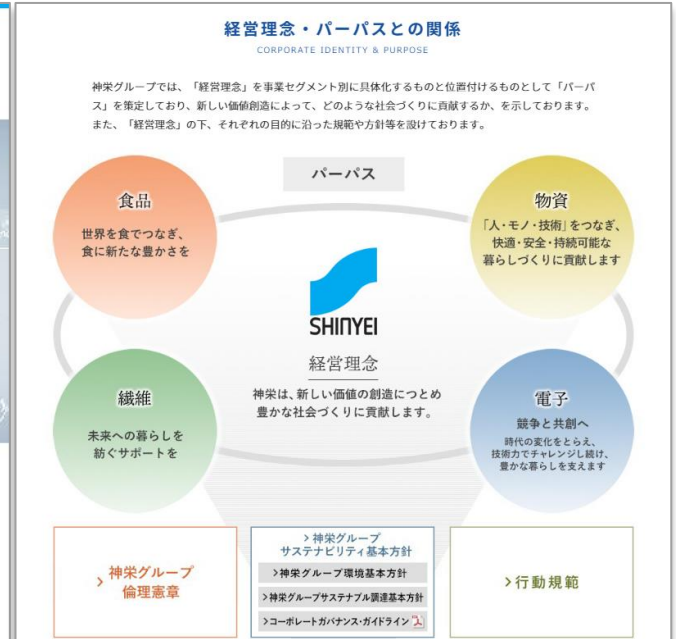 経営理念・パーパスとの関係
CORPORATE IDENTITY & PURPOSE
神栄グループでは、「経営理念」を事業セグメント別に具体化するものと位置付けるものとして「パーパ
ス」を策定しており、新しい価値創造によって、どのような社会づくりに貢献するか、を示しております。
また、「経営理念」の下、それぞれの目的に沿った規範や方針等を設けております。
パーパス
食品
世界を食でつなぎ、
食に新たな豊かさを
物資
「人・モノ・技術」をつなぎ、
快適・安全・持続可能な
暮らしづくりに貢献します
SHINYEI
経営理念
神栄は、新しい価値の創造につとめ
豊かな社会づくりに貢献します。
繊維
未来への暮らしを
紡ぐサポートを
電子
競争と共創へ
時代の変化をとらえ、
技術力でチャレンジし続け、
豊かな暮らしを支えます
>神栄グループ
倫理憲章
>神栄グループ
サステナビリティ基本方針
>神栄グループ環境基本方針
>神栄グループサステナブル調達基本方針
>コーポレートガバナンス・ガイドライン
>行動規範